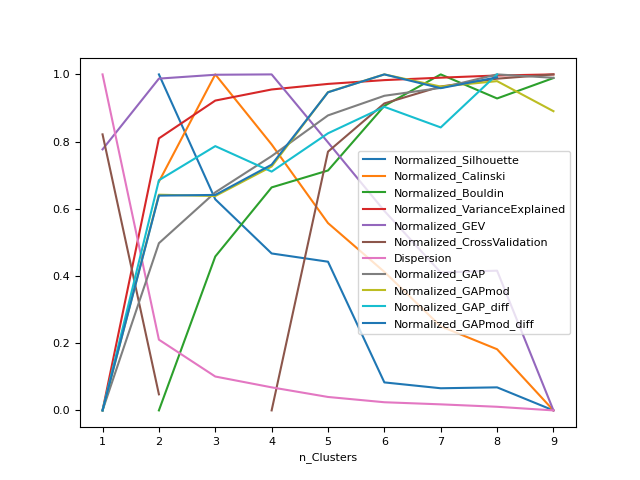 1.0
0.8
0.6
0.4
0.2
0.0
1 2 3 4 5 6 7 8 9
n_Clusters
Normalized_Silhouette
Normalized_Calinski
Normalized_Bouldin
Normalized_VarianceExplained
Normalized_GEV
Normalized_CrossValidation
Dispersion
Normalized_GAP
Normalized_GAPmod
Normalized_GAP_diff
Normalized_GAPmod_diff